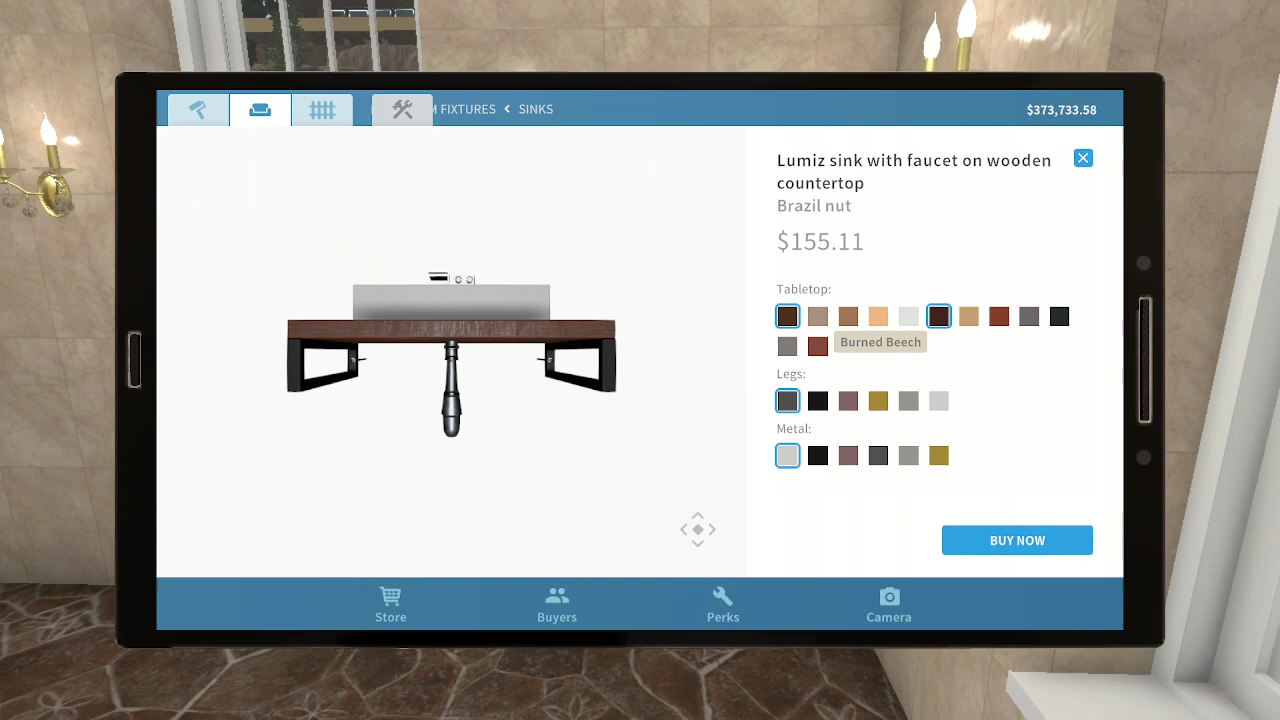 M FIXTURES < SINKS
$373,733.58
Lumiz sink with faucet on wooden
countertop
Brazil nut
$155.11
Tabletop:
Burned Beech
Legs:
Metal:
BUY NOW
Store
Buyers
Perks
Camera